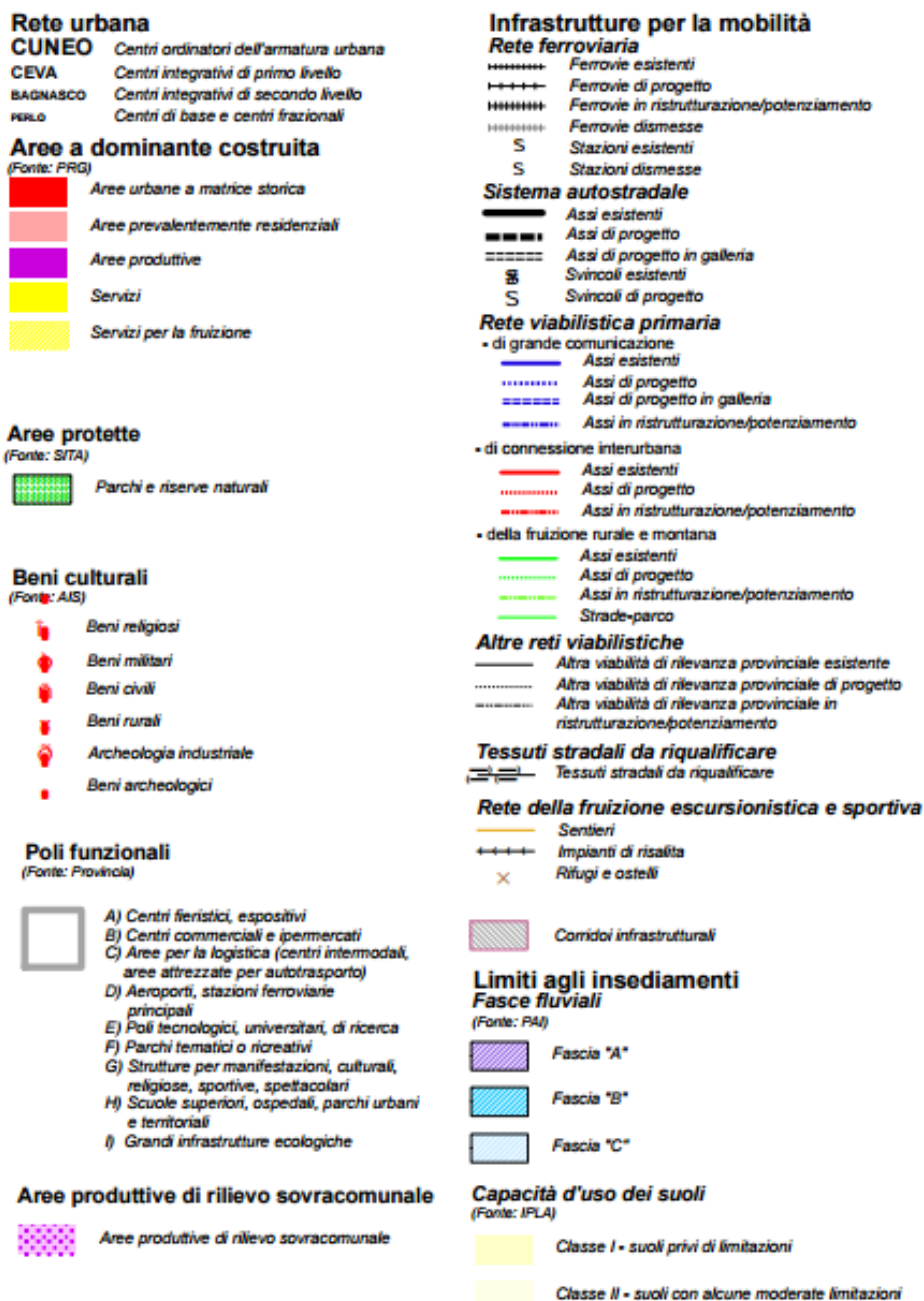 Rete urbana
CUNEO Centri ordinatori dell'armatura urbana
CEVA Centri integrativi di primo livello
BAGNASCO Centri integrativi di secondo livello
PERLO Centri di base e centri frazionali
Aree a dominante costruita
(Fonte: PRG)
Aree urbane a matrice storica
Aree prevalentemente residenziali
Aree produttive
Servizi
Servizi per la fruizione
Aree protette
(Fonte: SITA)
Parchi e riserve naturali
Beni culturali
(Fonte: AIS)
Beni religiosi
Beni militari
Beni civili
Beni rurali
Archeologia industriale
Beni archeologici
Poli funzionali
(Fonte: Provincia)
A) Centri fieristici, espositivi
B) Centri commerciali e ipermercati
C) Aree per la logistica (centri intermodali,
aree attrezzate per autotrasporto)
D) Aeroporti, stazioni ferroviarie
principali
E) Poli tecnologici, universitari, di ricerca
F) Parchi tematici o ricreativi
G) Strutture per manifestazioni, culturali,
religiose, sportive, spettacolari
H) Scuole superiori, ospedali, parchi urbani
e territoriali
I) Grandi infrastrutture ecologiche
Aree produttive di rilievo sovracomunale
Aree produttive di rilievo sovracomunale
Infrastrutture per la mobilità
Rete ferroviaria
Ferrovie esistenti
Ferrovie di progetto
Ferrovie in ristrutturazione/potenziamento
Ferrovie dismesse
S Stazioni esistenti
S Stazioni dismesse
Sistema autostradale
Assi esistenti
Assi di progetto
Assi di progetto in galleria
Svincoli esistenti
S Svincoli di progetto
Rete viabilistica primaria
- di grande comunicazione
Assi esistenti
Assi di progetto
Assi di progetto in galleria
Assi in ristrutturazione/potenziamento
- di connessione interurbana
Assi esistenti
Assi di progetto
Assi in ristrutturazione/potenziamento
- della fruizione rurale e montana
Assi esistenti
Assi di progetto
Assi in ristrutturazione/potenziamento
Strade-parco
Altre reti viabilistiche
Altra viabilità di rilevanza provinciale esistente
Altra viabilità di rilevanza provinciale di progetto
Altra viabilità di rilevanza provinciale in
ristrutturazione/potenziamento
Tessuti stradali da riqualificare
Tessuti stradali da riqualificare
Rete della fruizione escursionistica e sportiva
Sentieri
Impianti di risalita
Rifugi e ostelli
Corridoi infrastrutturali
Limiti agli insediamenti
Fasce fluviali
(Fonte: PAI)
Fascia "A"
Fascia "B"
Fascia "C"
Capacità d'uso dei suoli
(Fonte: IPLA)
Classe I - suoli privi di limitazioni
Classe II - suoli con alcune moderate limitazioni